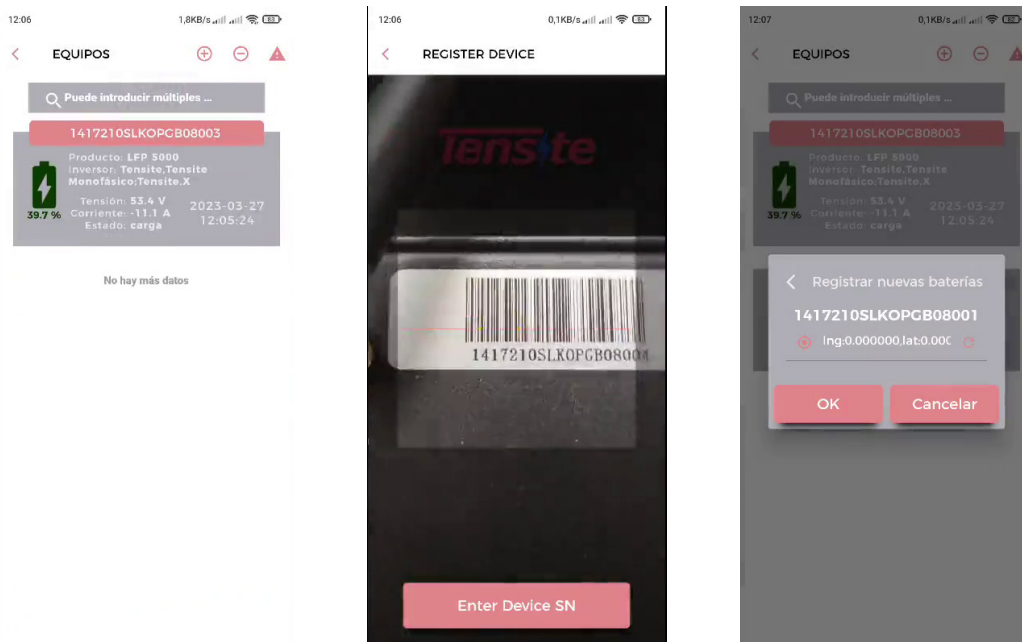 12:06
1,8KB/s
83
EQUIPOS
Puede introducir múltiples ...
1417210SLKOPGB08003
Producto: LFP 5000
Inversor: Tensite,Tensite
Monofásico;Tensite,X
Tensión: 53.4 V
Corriente: -11.1 A
Estado: carga
39.7 %
2023-03-27
12:05:24
No hay más datos
12:06
0,1KB/s
83
REGISTER DEVICE
Tensite
1417210SLKOPGB0800
Enter Device SN
12:07
0,1KB/s
83
EQUIPOS
Puede introducir múltiples ...
1417210SLKOPGB08003
Producto: LFP 5000
Inversor: Tensite,Tensite
Monofásico;Tensite,X
Tensión: 53.4 V
Corriente: -11.1 A
Estado: carga
39.7 %
2023-03-27
12:05:24
Registrar nuevas baterías
1417210SLKOPGB08001
lng:0.000000,lat:0.00
OK
Cancelar